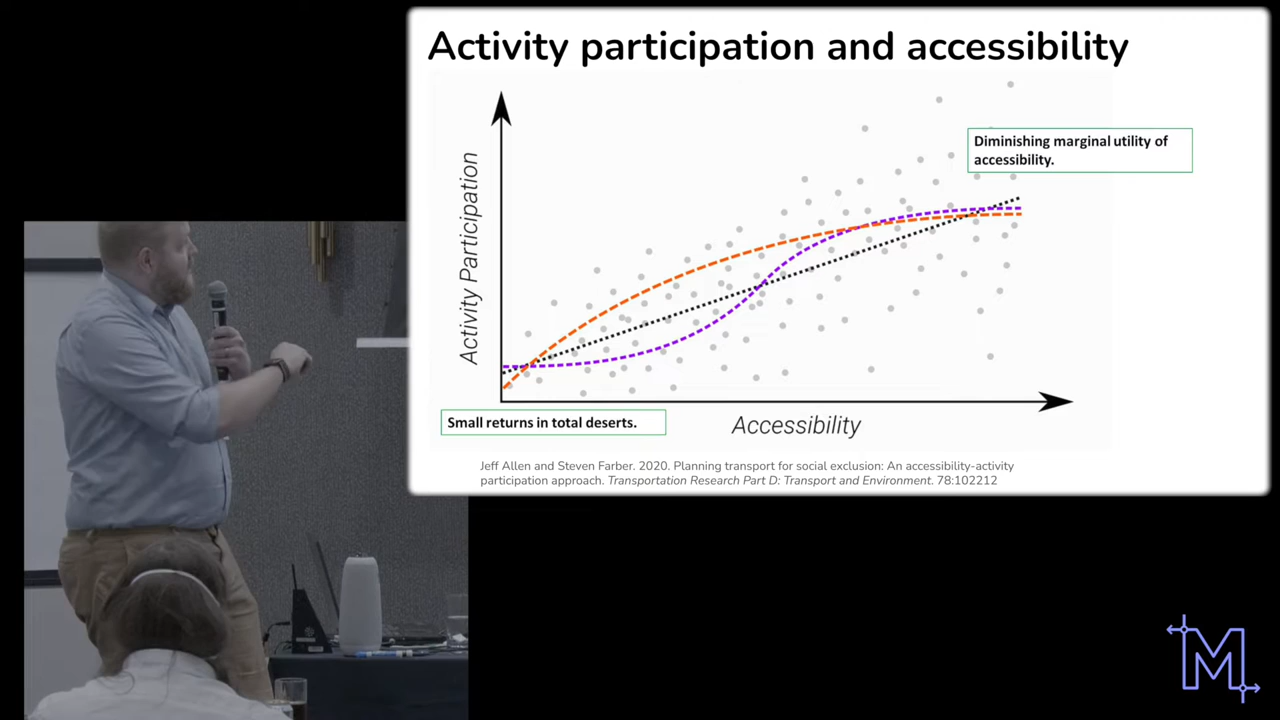 Activity participation and accessibility
Activity Participation
Diminishing marginal utility of
accessibility.
Small returns in total deserts.
Accessibility
Jeff Allen and Steven Farber. 2020. Planning transport for social exclusion: An accessibility-activity
participation approach. Transportation Research Part D: Transport and Environment. 78:102212
M